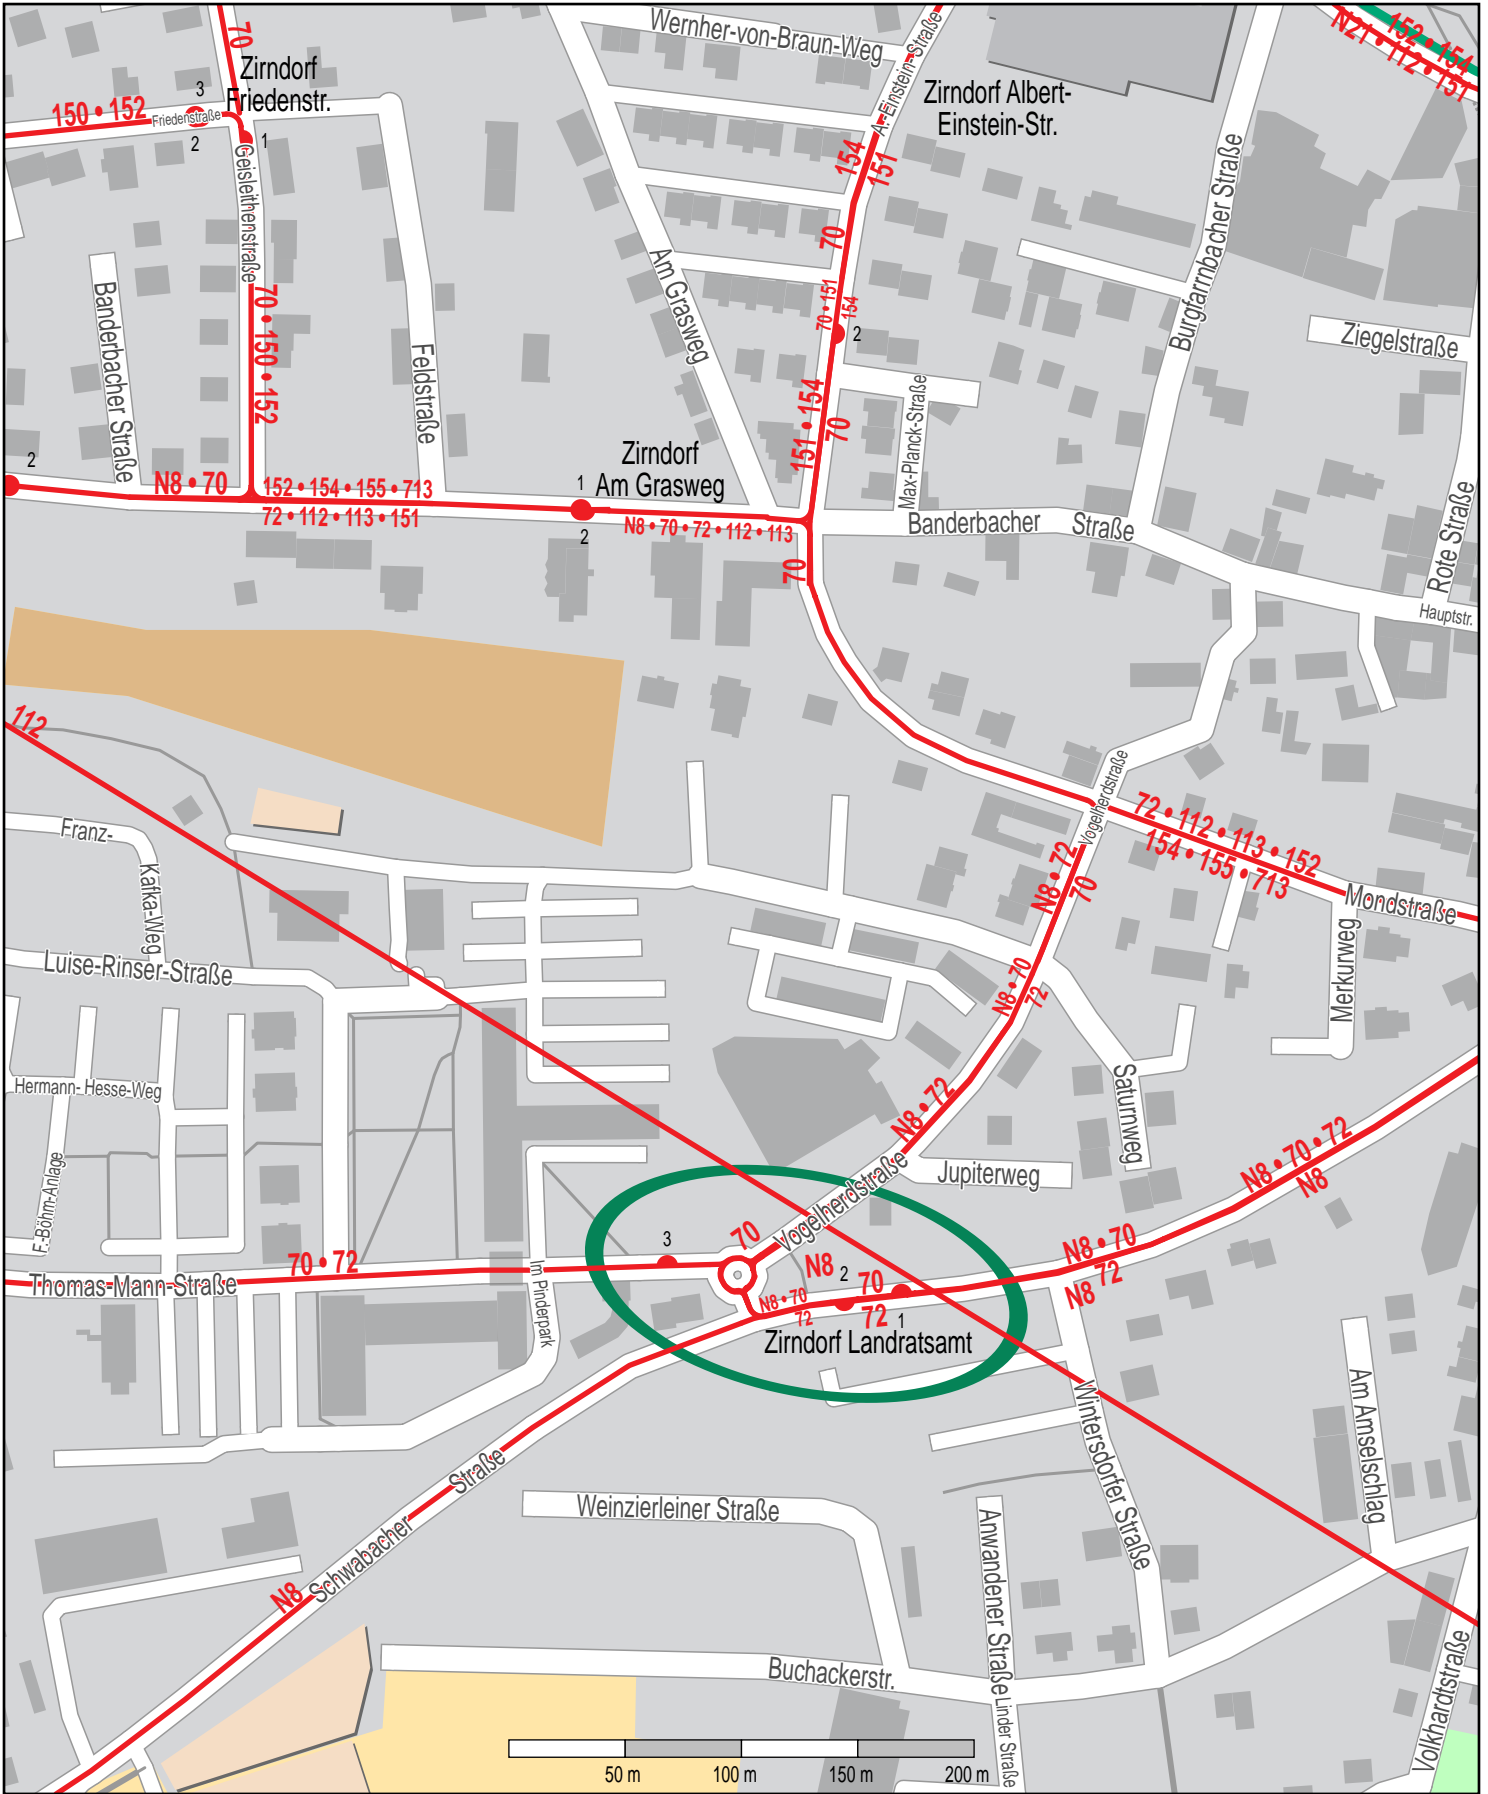 Wernher-von-Braun-Weg
A.-Einstein-Straße
152 • 154
N21 • 112 • 151
70
Zirndorf
Friedenstr.
3
150 • 152
Friedenstraße
2
1
Zirndorf Albert-
Einstein-Str.
154
151
Geisleithenstraße
Burgfarrnbacher Straße
70
Am Grasweg
Banderbacher Straße
70 • 150 • 152
70 • 151
154
2
Ziegelstraße
Feldstraße
Max-Planck-Straße
151 • 154
70
Zirndorf
Am Grasweg
2
N8 • 70
152 • 154 • 155 • 713
72 • 112 • 113 • 151
1
2
N8 • 70 • 72 • 112 • 113
Banderbacher
Straße
Rote Straße
Hauptstr.
70
112
Vogelherdstraße
72 • 112 • 113 • 152
154 • 155 • 713
Franz-
Kafka-Weg
N8 • 72
70
Mondstraße
Merkurweg
Luise-Rinser-Straße
N8 • 70
72
Hermann-Hesse-Weg
Saturnweg
N8 • 72
F.-Böhm-Anlage
Jupiterweg
N8 • 70 • 72
N8
Vogelherdstraße
70
3
N8
N8 • 70
72
N8
70 • 72
Thomas-Mann-Straße
Im Pinderpark
2
70
72
1
N8 • 70
72
Zirndorf Landratsamt
Wintersdorfer Straße
Am Amselschlag
Straße
Schwabacher
N8
Weinzierleiner Straße
Anwandener Straße
Linder Straße
Buchackerstr.
Volkhardtstraße
50 m
100 m
150 m
200 m